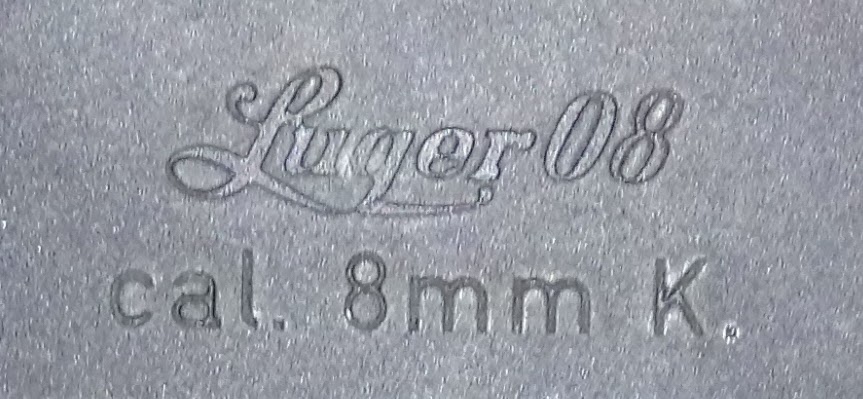 Luger 08
cal. 8mm K.